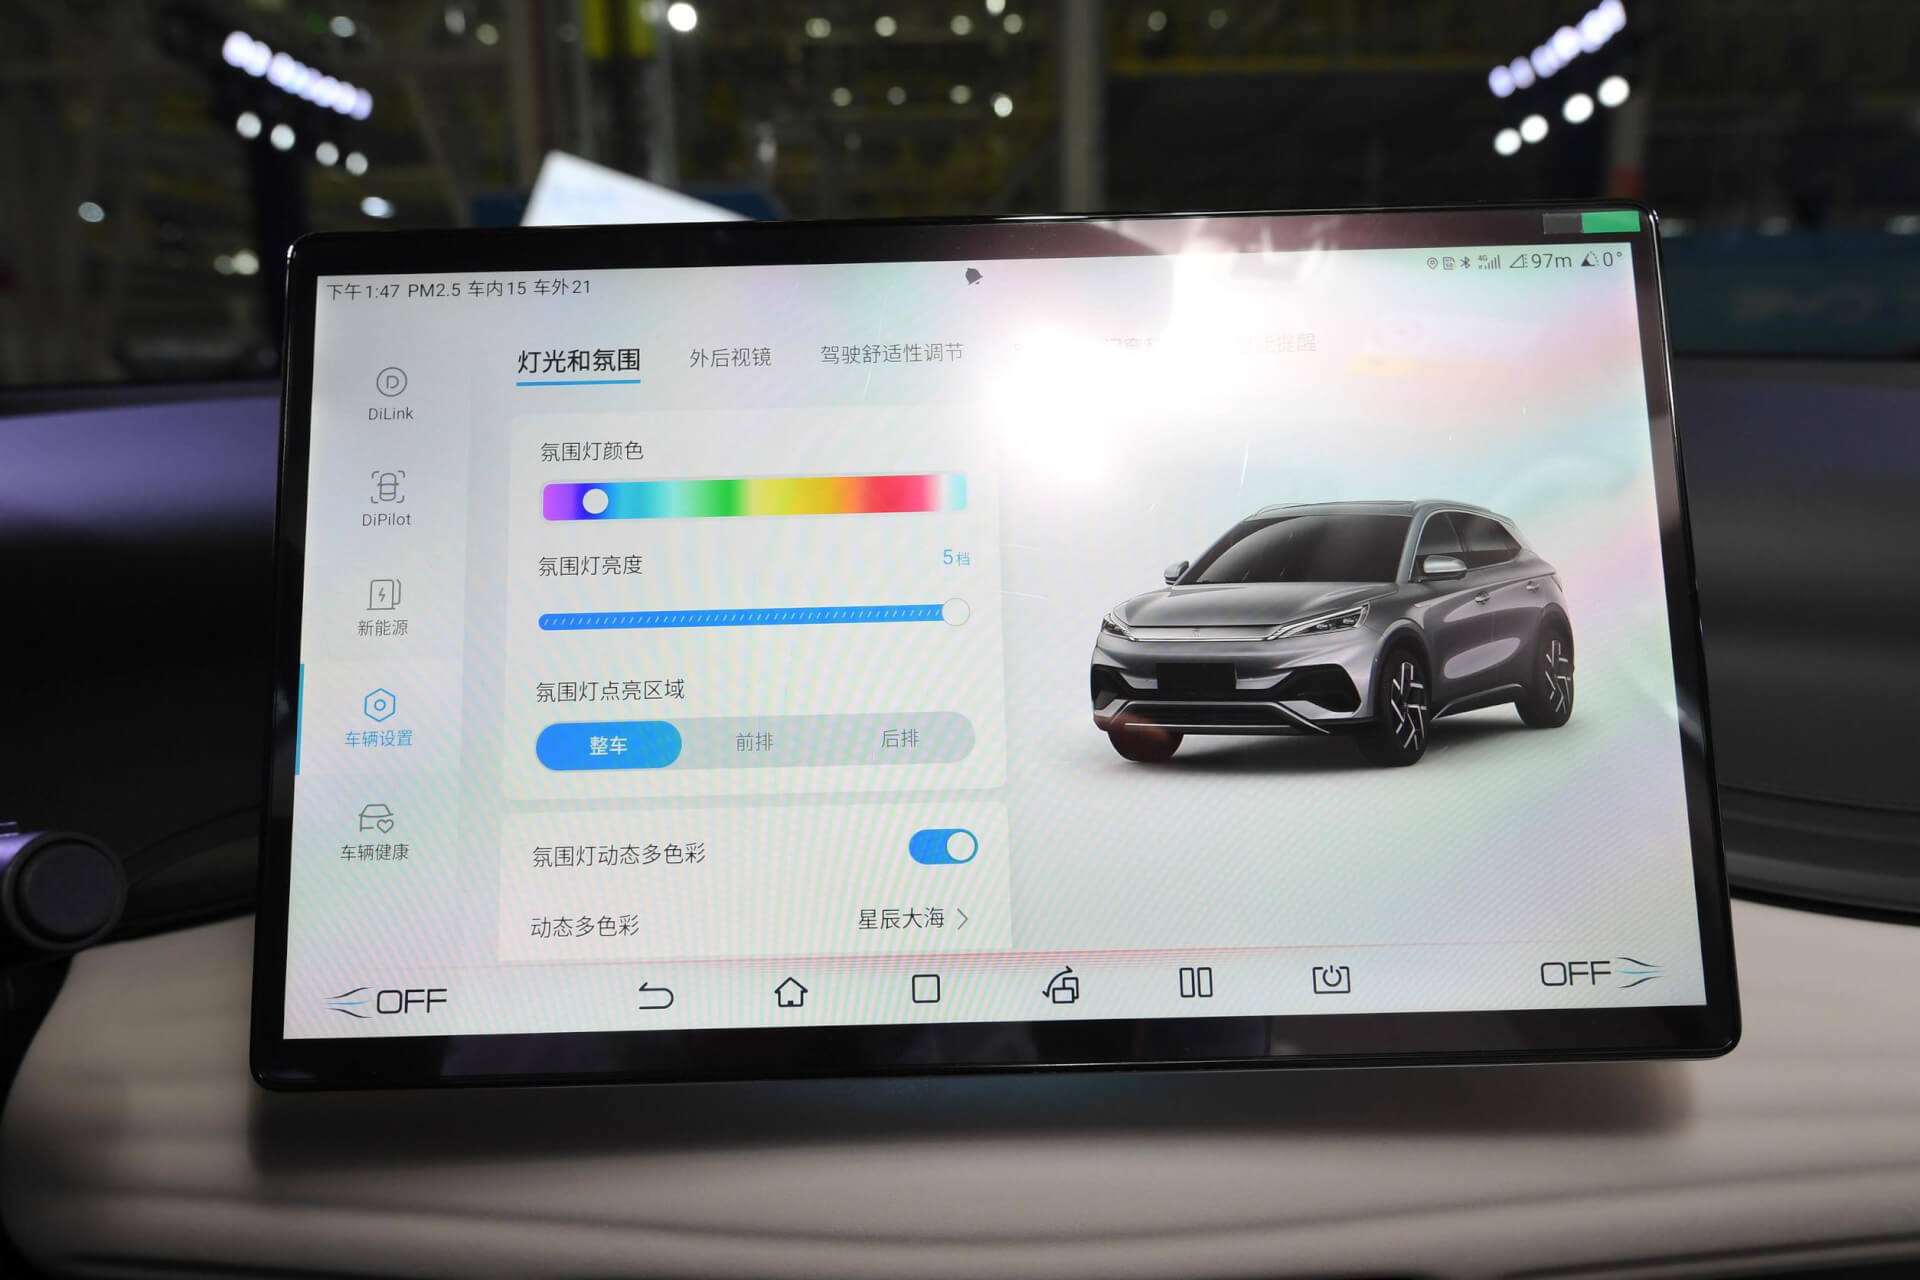 下午1:47 PM2.5 车内15 车外21
4G 97m 0°
灯光和氛围 外后视镜 驾驶舒适性调节
DiLink
DiPilot
新能源
车辆设置
车辆健康
氛围灯颜色
氛围灯亮度 5档
氛围灯点亮区域
整车 前排 后排
氛围灯动态多色彩
动态多色彩 星辰大海
OFF OFF